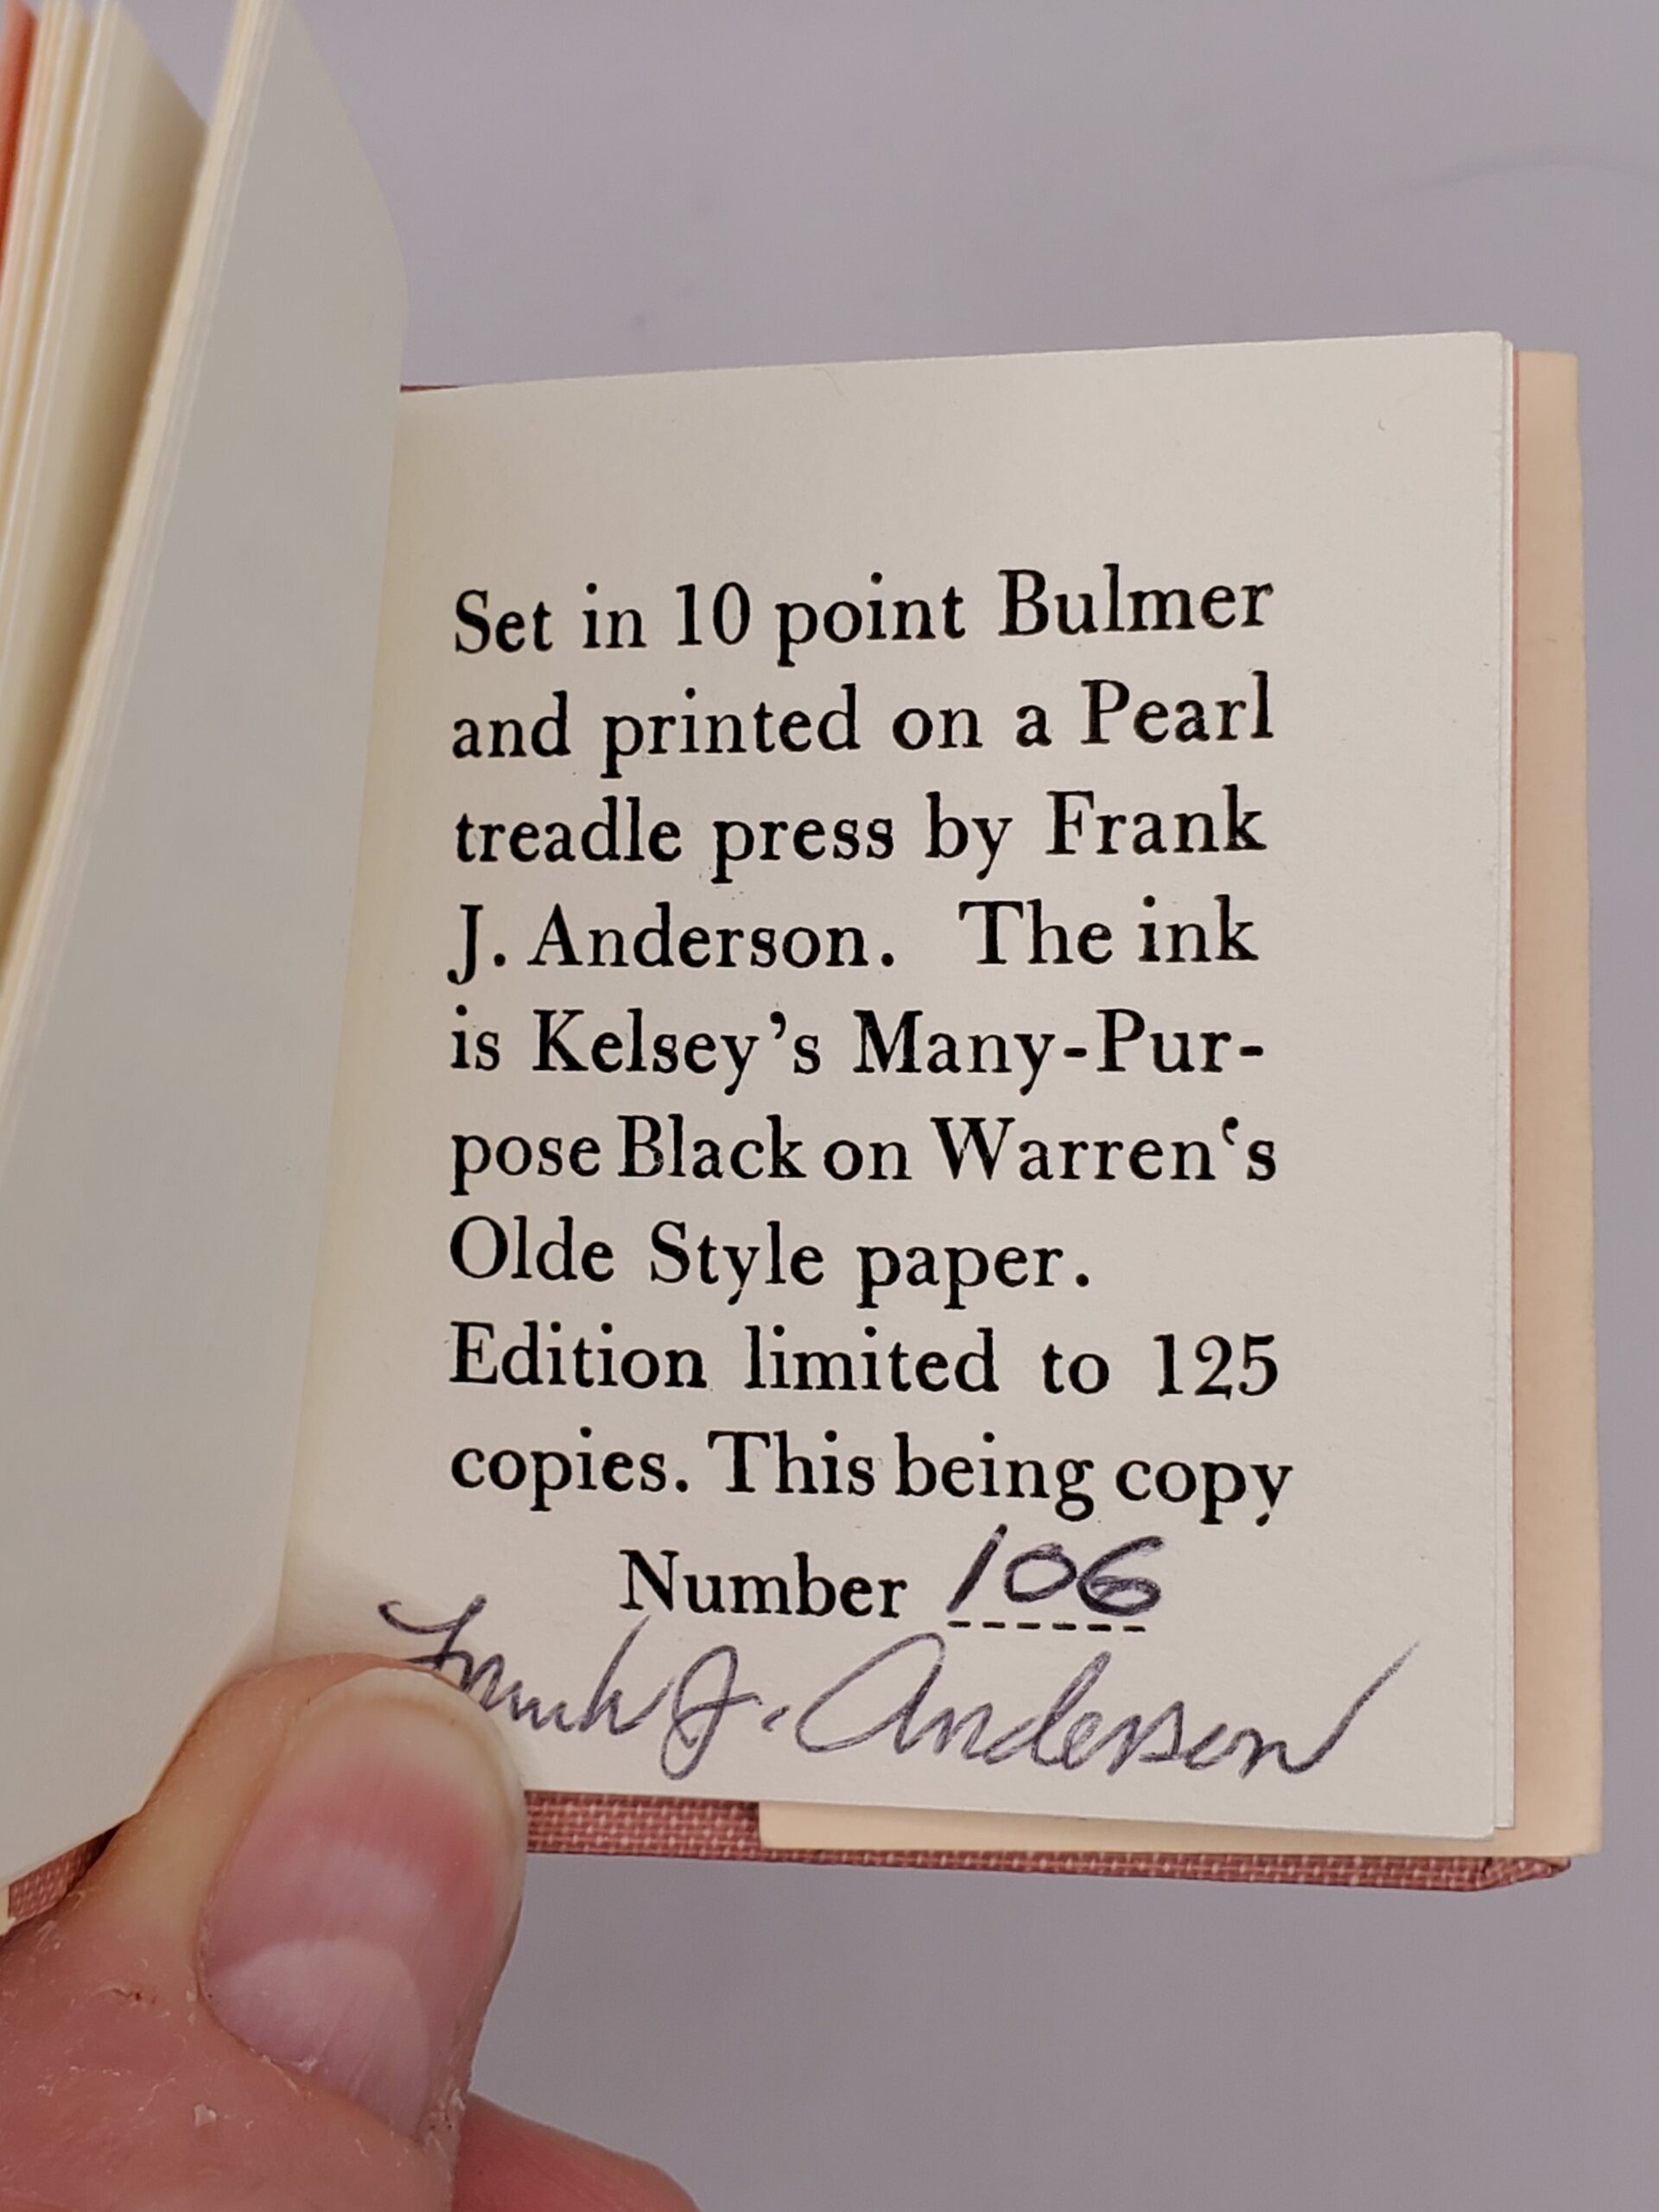 Set in 10 point Bulmer
and printed on a Pearl
treadle press by Frank
J. Anderson. The ink
is Kelsey’s Many-Pur-
pose Black on Warren‘s
Olde Style paper.
Edition limited to 125
copies. This being copy
Number 106
Frank J. Anderson